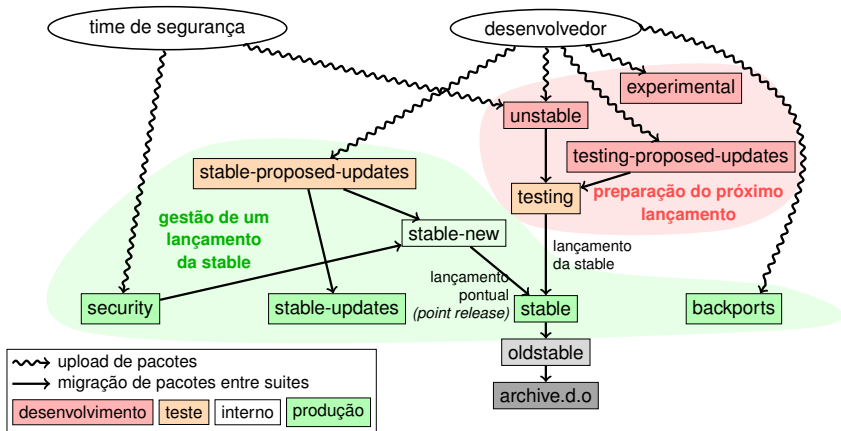 time de segurança
desenvolvedor
experimental
unstable
testing-proposed-updates
stable-proposed-updates
testing
preparação do próximo
lançamento
gestão de um
lançamento
da stable
stable-new
lançamento
da stable
lançamento
pontual
(point release)
security
stable-updates
stable
backports
oldstable
archive.d.o
upload de pacotes
migração de pacotes entre suites
desenvolvimento
teste
interno
produção